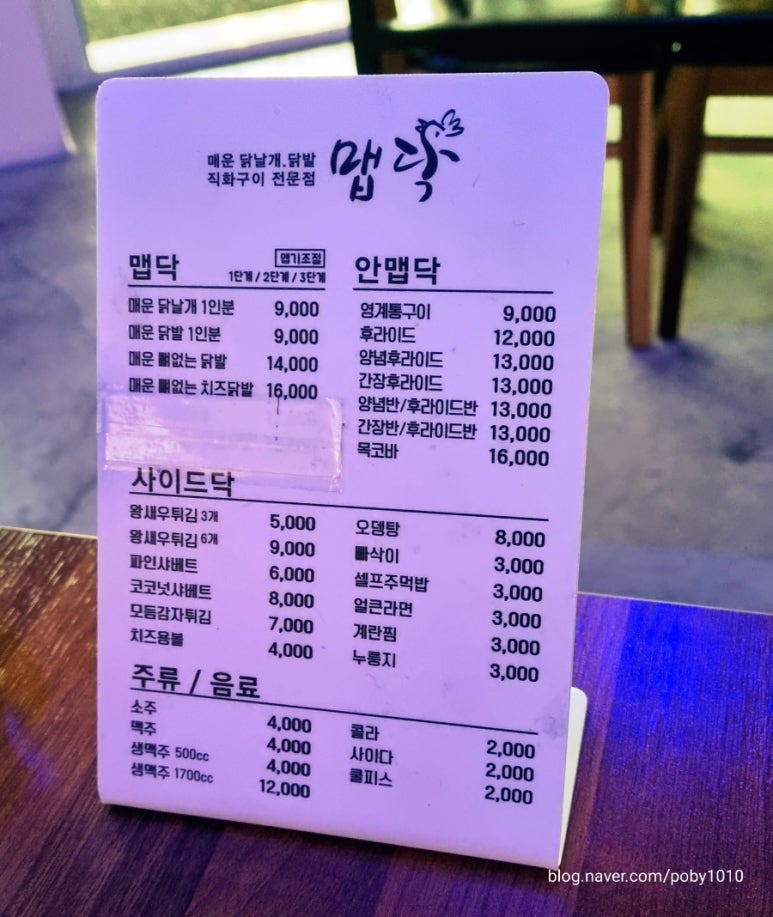 매운 닭날개.닭발
직화구이 전문점
맵닭
맵닭
맵기조절
1단계 / 2단계 / 3단계
매운 닭날개 1인분 9,000
매운 닭발 1인분 9,000
매운 뼈없는 닭발 14,000
매운 뼈없는 치즈닭발 16,000
안맵닭
영계통구이 9,000
후라이드 12,000
양념후라이드 13,000
간장후라이드 13,000
양념반/후라이드반 13,000
간장반/후라이드반 13,000
목코바 16,000
사이드닥
왕새우튀김 3개 5,000
왕새우튀김 6개 9,000
파인샤베트 6,000
코코넛샤베트 8,000
모듬감자튀김 7,000
치즈용볼 4,000
오뎅탕 8,000
빠삭이 3,000
셀프주먹밥 3,000
얼큰라면 3,000
계란찜 3,000
누룽지 3,000
주류 / 음료
소주 4,000
맥주 4,000
생맥주 500cc 4,000
생맥주 1700cc 12,000
콜라 2,000
사이다 2,000
쿨피스 2,000
blog.naver.com/poby1010